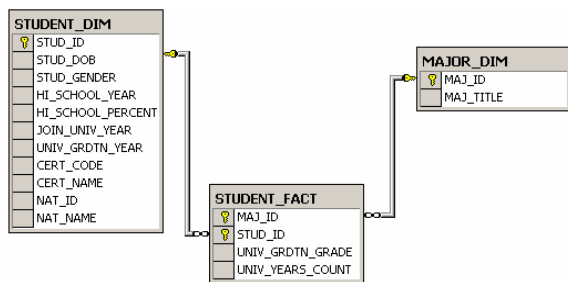 STUDENT_DIM
STUD_ID
STUD_DOB
STUD_GENDER
HI_SCHOOL_YEAR
HI_SCHOOL_PERCENT
JOIN_UNIV_YEAR
UNIV_GRDTN_YEAR
CERT_CODE
CERT_NAME
NAT_ID
NAT_NAME
MAJOR_DIM
MAJ_ID
MAJ_TITLE
STUDENT_FACT
MAJ_ID
STUD_ID
UNIV_GRDTN_GRADE
UNIV_YEARS_COUNT